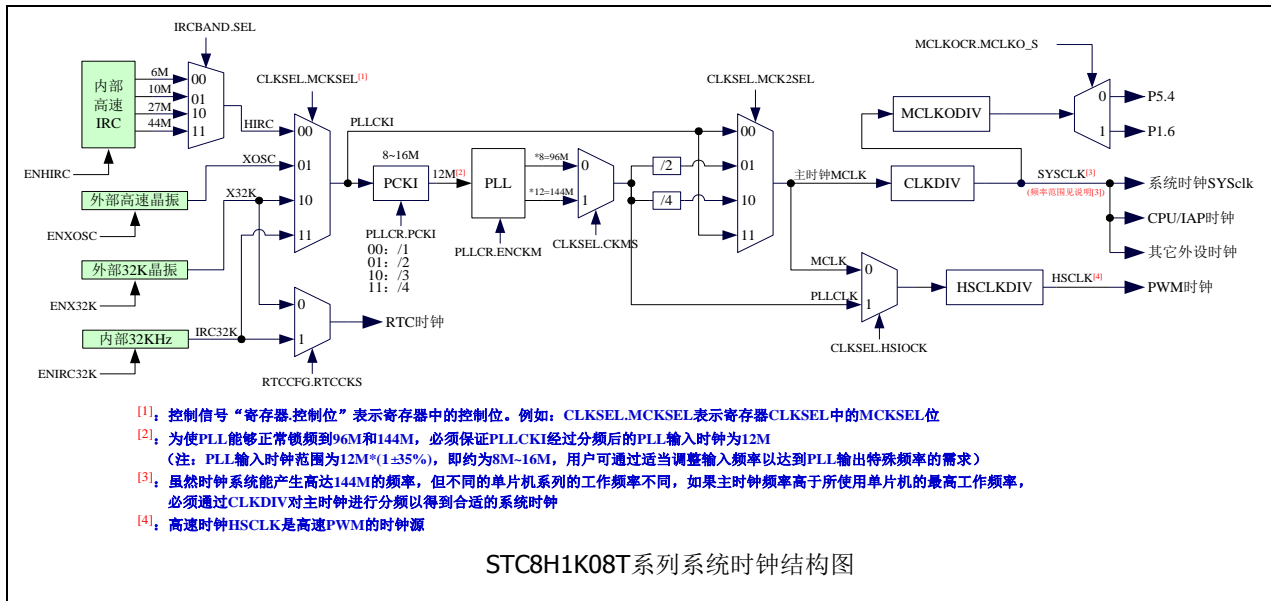 IRCBAND.SEL
MCLKOCR.MCLKO_S
内部
高速
IRC
6M
10M
27M
44M
00
01
10
11
HIRC
ENHIRC
CLKSEL.MCKSEL[1]
00
01
10
11
XOSC
外部高速晶振
ENXOSC
X32K
外部32K晶振
ENX32K
内部32KHz
IRC32K
ENIRC32K
0
1
RTC时钟
RTCCFG.RTCCKS
PLLCKI
8~16M
PCKI
12M[2]
PLLCR.PCKI
00: /1
01: /2
10: /3
11: /4
PLL
*8=96M
*12=144M
0
1
PLLCR.ENCKM
CLKSEL.CKMS
/2
/4
CLKSEL.MCK2SEL
00
01
10
11
主时钟MCLK
CLKDIV
MCLKODIV
0
1
P5.4
P1.6
SYSCLK[3]
(频率范围见说明[3])
系统时钟SYSclk
CPU/IAP时钟
其它外设时钟
MCLK
PLLCLK
0
1
CLKSEL.HSIOCK
HSCLKDIV
HSCLK[4]
PWM时钟
[1]：控制信号“寄存器.控制位”表示寄存器中的控制位。例如：CLKSEL.MCKSEL表示寄存器CLKSEL中的MCKSEL位
[2]：为使PLL能够正常锁频到96M和144M，必须保证PLLCKI经过分频后的PLL输入时钟为12M
（注：PLL输入时钟范围为12M*(1±35%)，即约为8M~16M，用户可通过适当调整输入频率以达到PLL输出特殊频率的需求）
[3]：虽然时钟系统能产生高达144M的频率，但不同的单片机系列的工作频率不同，如果主时钟频率高于所使用单片机的最高工作频率，
必须通过CLKDIV对主时钟进行分频以得到合适的系统时钟
[4]：高速时钟HSCLK是高速PWM的时钟源
STC8H1K08T系列系统时钟结构图